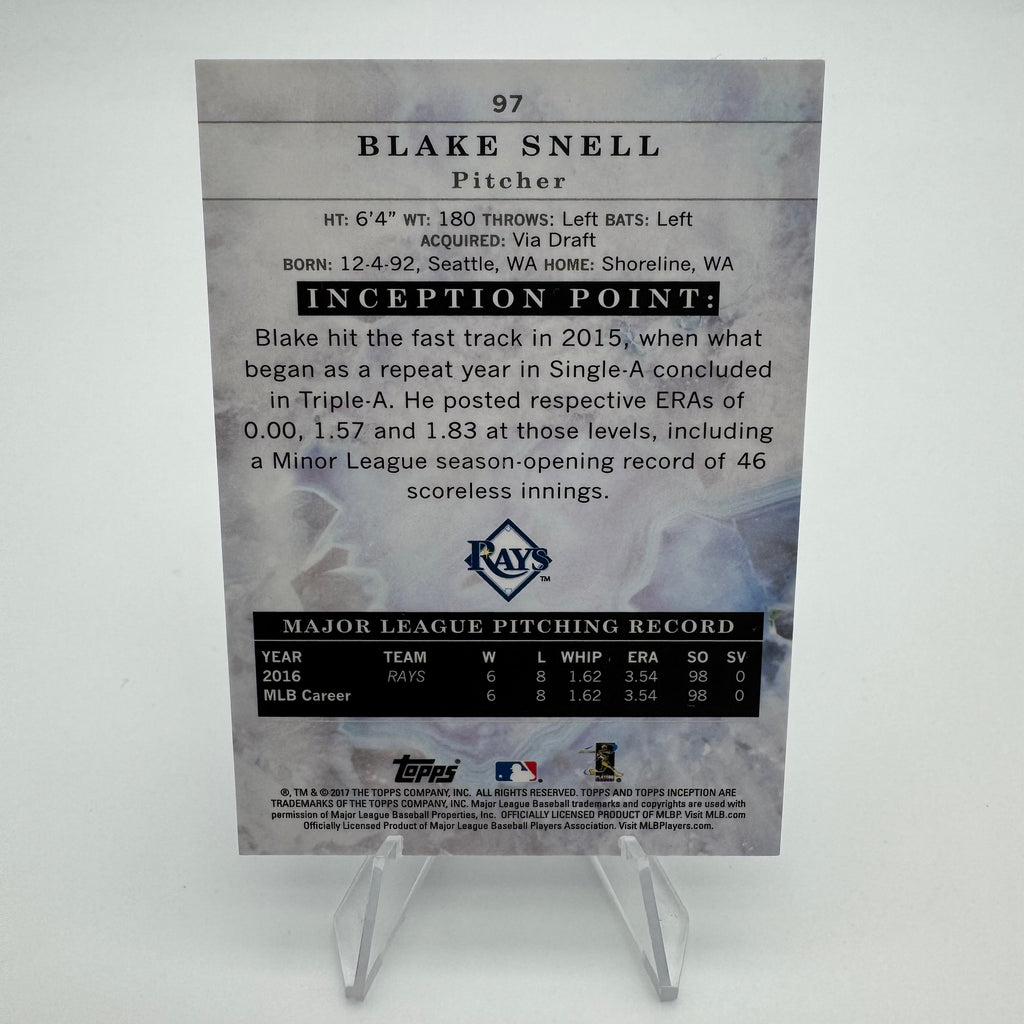 97
BLAKE SNELL
Pitcher
HT: 6'4" WT: 180 THROWS: Left BATS: Left
ACQUIRED: Via Draft
BORN: 12-4-92, Seattle, WA HOME: Shoreline, WA
INCEPTION POINT:
Blake hit the fast track in 2015, when what
began as a repeat year in Single-A concluded
in Triple-A. He posted respective ERAs of
0.00, 1.57 and 1.83 at those levels, including
a Minor League season-opening record of 46
scoreless innings.
RAYS TM
MAJOR LEAGUE PITCHING RECORD
YEAR TEAM W L WHIP ERA SO SV
2016 RAYS 6 8 1.62 3.54 98 0
MLB Career 6 8 1.62 3.54 98 0
topps
®, TM & © 2017 THE TOPPS COMPANY, INC. ALL RIGHTS RESERVED. TOPPS AND TOPPS INCEPTION ARE
TRADEMARKS OF THE TOPPS COMPANY, INC. Major League Baseball trademarks and copyrights are used with
permission of Major League Baseball Properties, Inc. OFFICIALLY LICENSED PRODUCT OF MLBP. Visit MLB.com
Officially Licensed Product of Major League Baseball Players Association. Visit MLBPlayers.com.